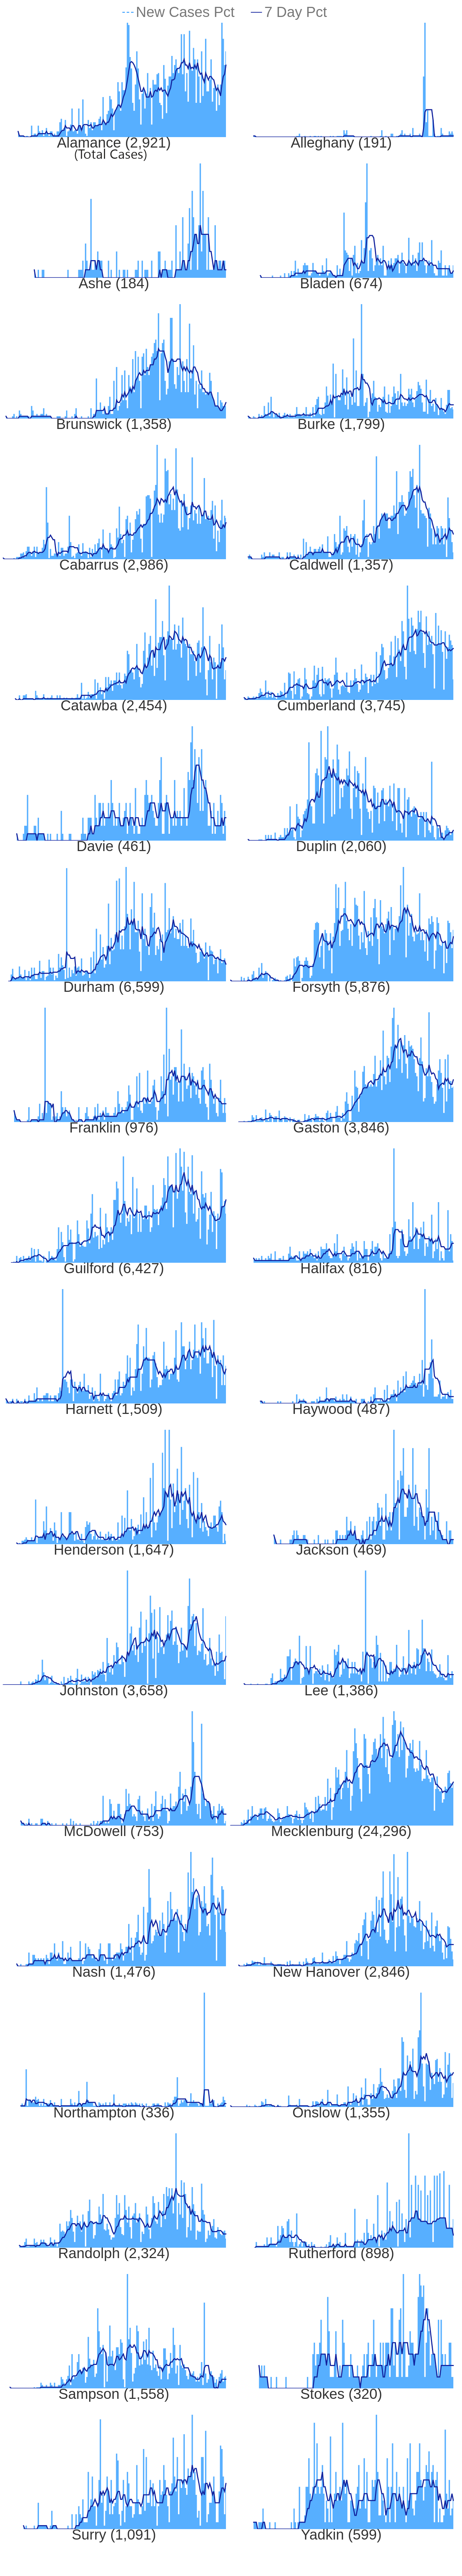 New Cases Pct 7 Day Pct
Alamance (2,921) Alleghany (191)
(Total Cases)
Ashe (184) Bladen (674)
Brunswick (1,358) Burke (1,799)
Cabarrus (2,986) Caldwell (1,357)
Catawba (2,454) Cumberland (3,745)
Davie (461) Duplin (2,060)
Durham (6,599) Forsyth (5,876)
Franklin (976) Gaston (3,846)
Guilford (6,427) Halifax (816)
Harnett (1,509) Haywood (487)
Henderson (1,647) Jackson (469)
Johnston (3,658) Lee (1,386)
McDowell (753) Mecklenburg (24,296)
Nash (1,476) New Hanover (2,846)
Northampton (336) Onslow (1,355)
Randolph (2,324) Rutherford (898)
Sampson (1,558) Stokes (320)
Surry (1,091) Yadkin (599)